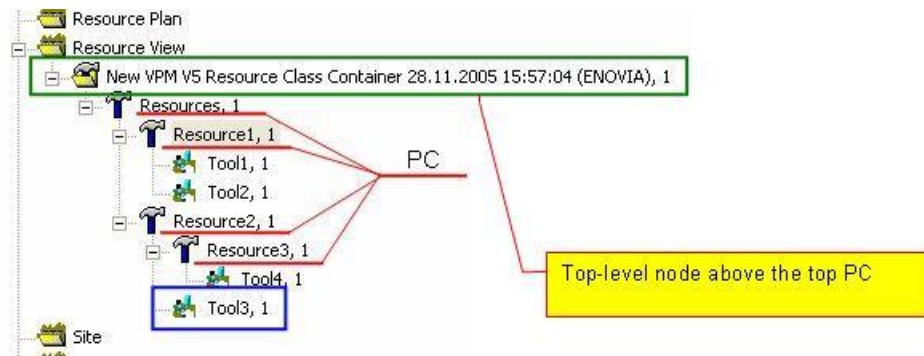 Resource Plan
Resource View
New VPM V5 Resource Class Container 28.11.2005 15:57:04 (ENOVIA), 1
Resources, 1
Resource1, 1
Tool1, 1
PC
Tool2, 1
Resource2, 1
Resource3, 1
Tool4, 1
Top-level node above the top PC
Tool3, 1
Site